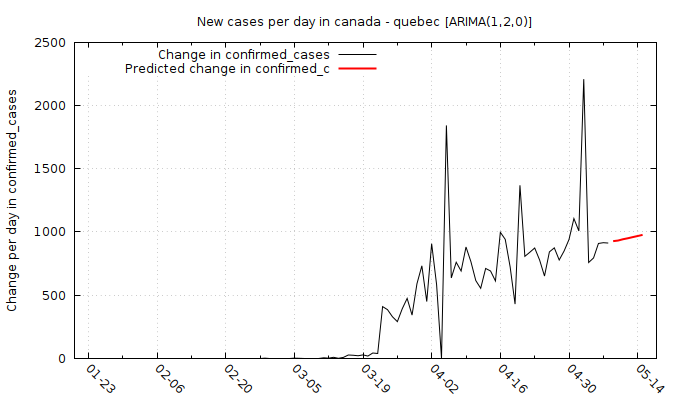 New cases per day in canada - quebec [ARIMA(1,2,0)]
Change in confirmed_cases
Predicted change in confirmed_c
Change per day in confirmed_cases
2500
2000
1500
1000
500
0
01-23 02-06 02-20 03-05 03-19 04-02 04-16 04-30 05-14